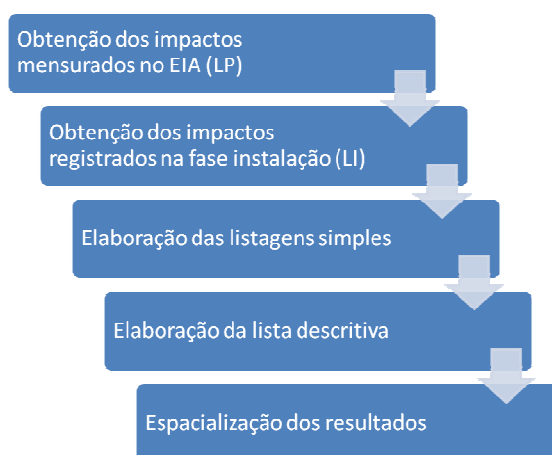 Obtenção dos impactos
mensurados no EIA (LP)
Obtenção dos impactos
registrados na fase instalação (LI)
Elaboração das listagens simples
Elaboração da lista descritiva
Espacialização dos resultados